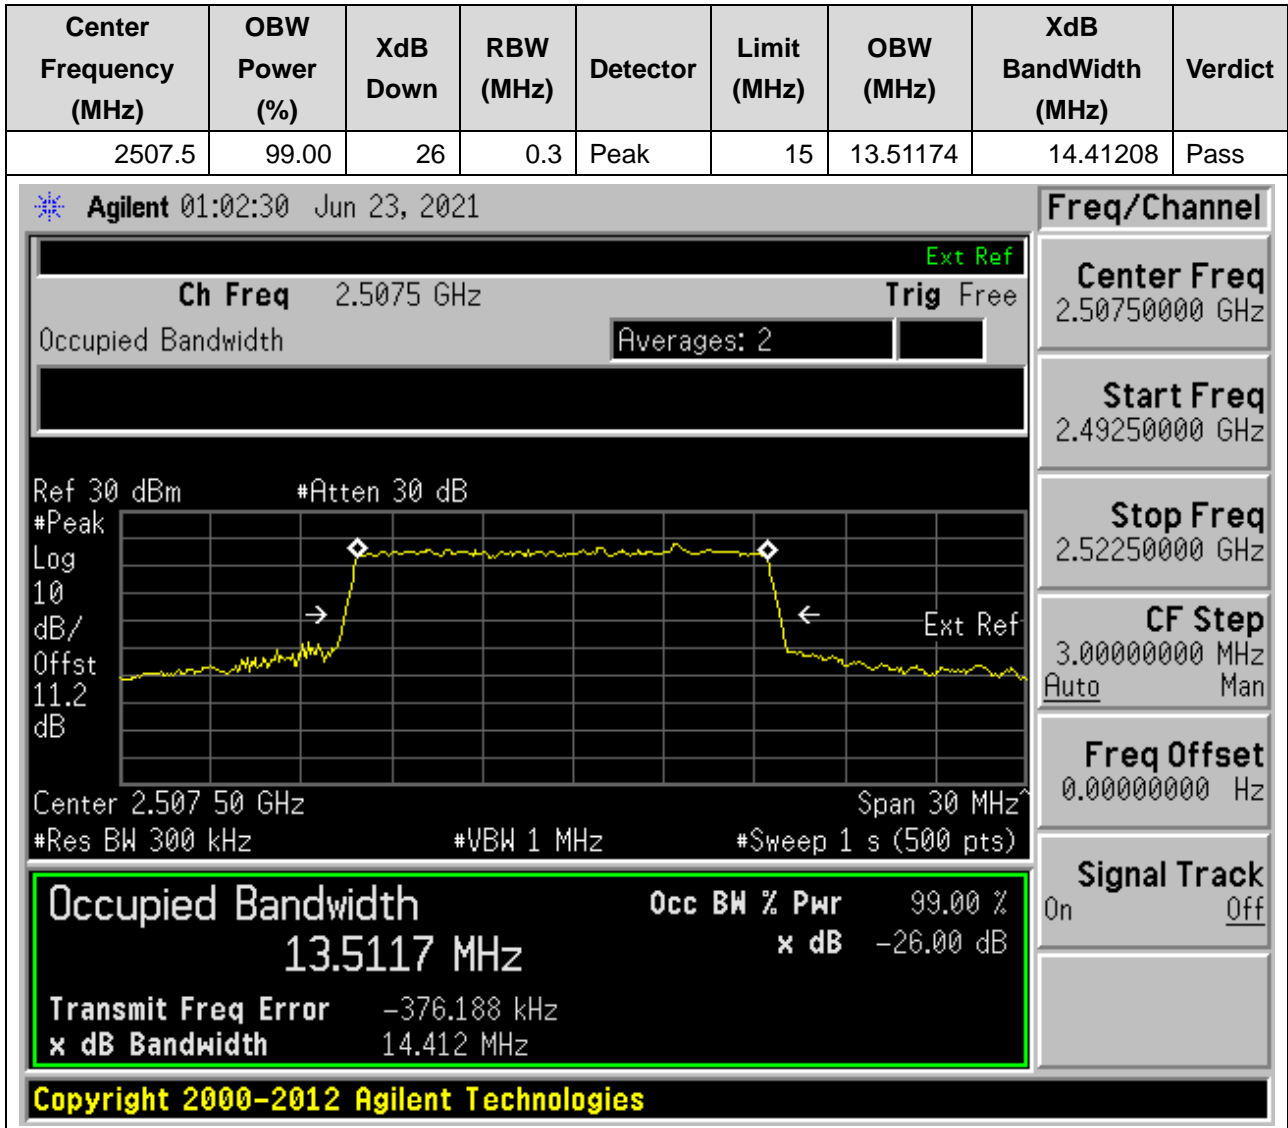 Center Frequency (MHz) OBW Power (%) XdB Down RBW (MHz) Detector Limit (MHz) OBW (MHz) XdB BandWidth (MHz) Verdict
2507.5 99.00 26 0.3 Peak 15 13.51174 14.41208 Pass
Agilent 01:02:30 Jun 23, 2021
Ext Ref
Ch Freq 2.5075 GHz Trig Free
Occupied Bandwidth Averages: 2
Ref 30 dBm #Atten 30 dB
#Peak
Log
10
dB/
Offst
11.2
dB
Ext Ref
Center 2.507 50 GHz Span 30 MHz^
#Res BW 300 kHz #VBW 1 MHz #Sweep 1 s (500 pts)
Occupied Bandwidth Occ BW % Pwr 99.00 %
13.5117 MHz x dB -26.00 dB
Transmit Freq Error -376.188 kHz
x dB Bandwidth 14.412 MHz
Copyright 2000-2012 Agilent Technologies
Freq/Channel
Center Freq
2.50750000 GHz
Start Freq
2.49250000 GHz
Stop Freq
2.52250000 GHz
CF Step
3.00000000 MHz
Auto Man
Freq Offset
0.00000000 Hz
Signal Track
On Off